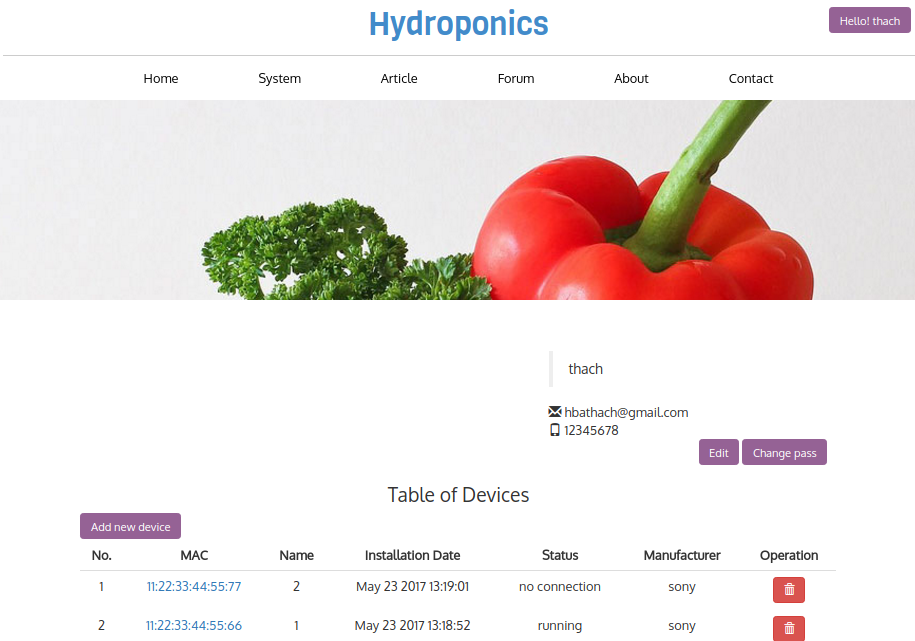 Hydroponics
Hello! thach
Home System Article Forum About Contact
thach
hbathach@gmail.com
12345678
Edit Change pass
Table of Devices
Add new device
No. MAC Name Installation Date Status Manufacturer Operation
1 11:22:33:44:55:77 2 May 23 2017 13:19:01 no connection sony
2 11:22:33:44:55:66 1 May 23 2017 13:18:52 running sony